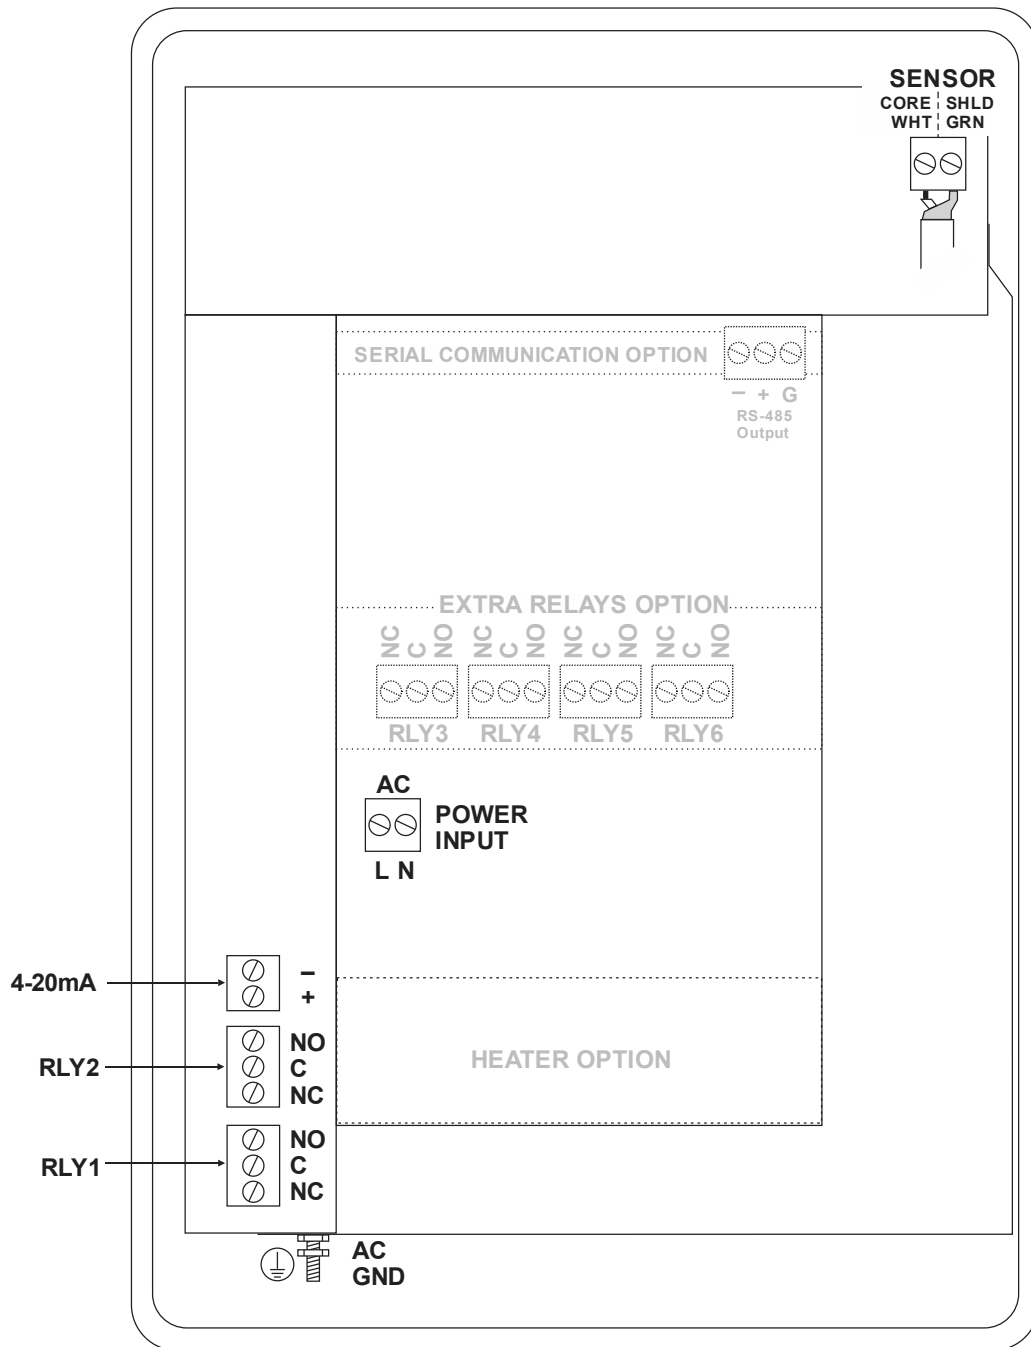 SENSOR
CORE SHLD
WHT GRN
SERIAL COMMUNICATION OPTION
– + G
RS-485
Output
EXTRA RELAYS OPTION
NC C NO NC C NO NC C NO NC C NO
RLY3 RLY4 RLY5 RLY6
AC
POWER
INPUT
L N
4-20mA
–
+
RLY2
NO
C
NC
HEATER OPTION
RLY1
NO
C
NC
AC
GND